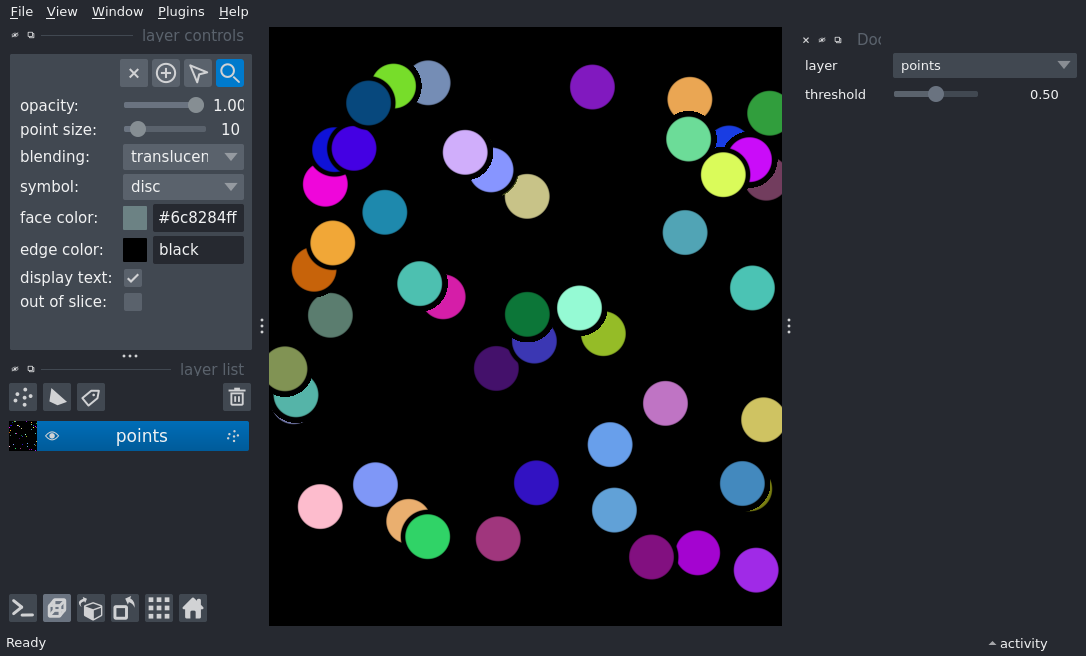 File View Window Plugins Help
layer controls
opacity: 1.00
point size: 10
blending: translucen
symbol: disc
face color: #6c8284ff
edge color: black
display text:
out of slice:
layer list
points
Ready
Doc
layer points
threshold 0.50
activity